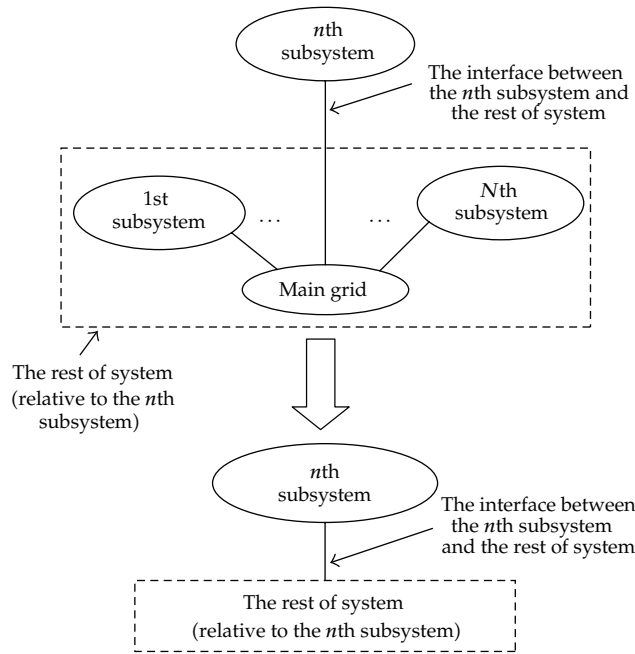 nth
subsystem
The interface between
the nth subsystem and
the rest of system
1st
subsystem
...
...
Nth
subsystem
Main grid
The rest of system
(relative to the nth
subsystem)
nth
subsystem
The interface between
the nth subsystem
and the rest of system
The rest of system
(relative to the nth subsystem)